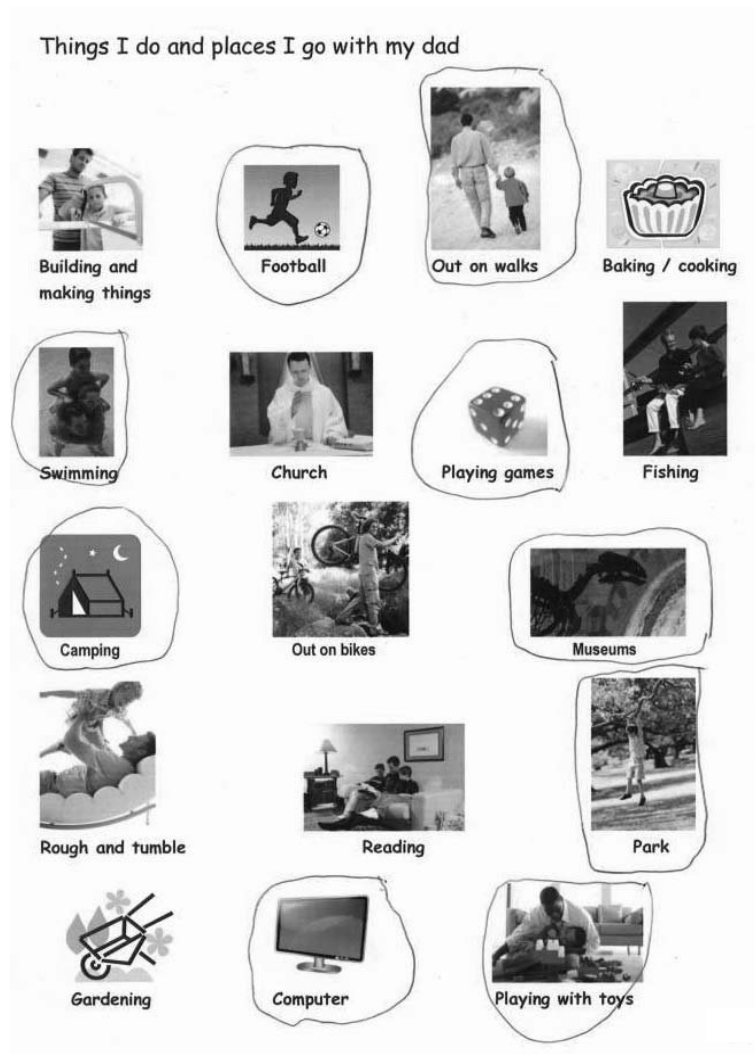 Things I do and places I go with my dad
Building and
making things
Football
Out on walks
Baking / cooking
Swimming
Church
Playing games
Fishing
Camping
Out on bikes
Museums
Rough and tumble
Reading
Park
Gardening
Computer
Playing with toys